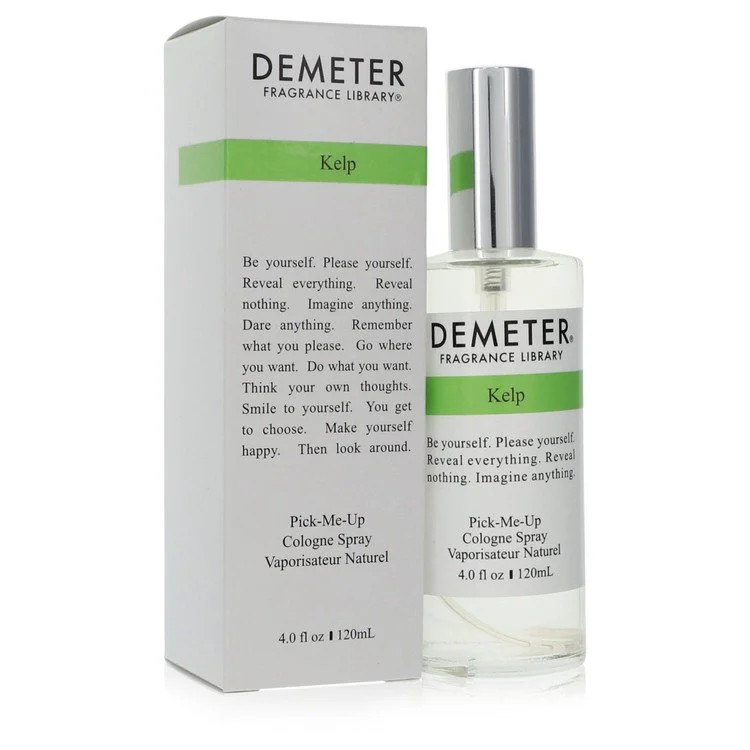 DEMETER
FRAGRANCE LIBRARY®
Kelp
Be yourself. Please yourself.
Reveal everything. Reveal
nothing. Imagine anything.
Dare anything. Remember
what you please. Go where
you want. Do what you want.
Think your own thoughts.
Smile to yourself. You get
to choose. Make yourself
happy. Then look around.
Pick-Me-Up
Cologne Spray
Vaporisateur Naturel
4.0 fl oz 120mL
DEMETER®
FRAGRANCE LIBRARY
Kelp
Be yourself. Please yourself.
Reveal everything. Reveal
nothing. Imagine anything.
Pick-Me-Up
Cologne Spray
Vaporisateur Naturel
4.0 fl oz 120mL